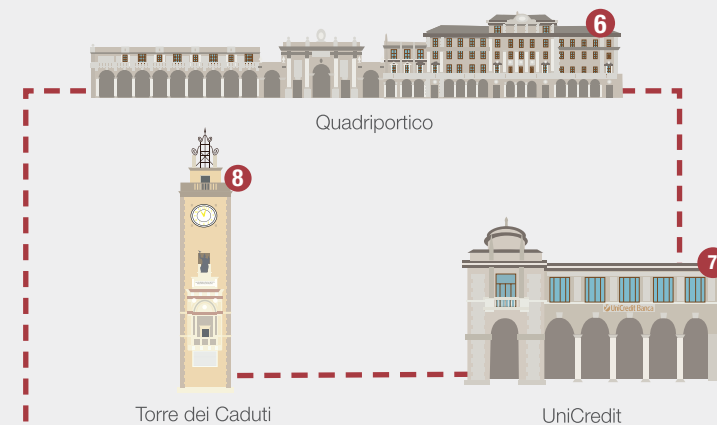 6
Quadriportico
8
7
UniCredit Banca
Torre dei Caduti
UniCredit